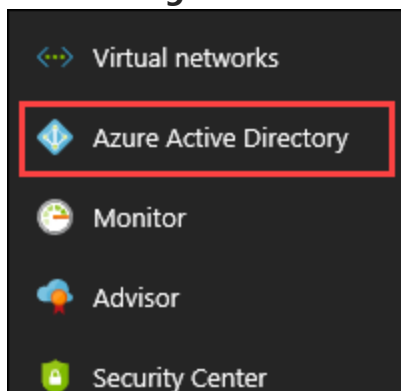 Virtual networks
Azure Active Directory
Monitor
Advisor
Security Center